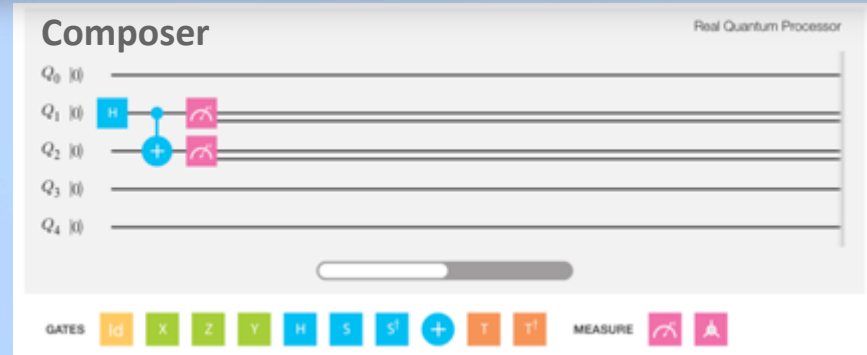 Composer
Real Quantum Processor
Q₀ |0⟩
Q₁ |0⟩ H +
Q₂ |0⟩
Q₃ |0⟩
Q₄ |0⟩
GATES Id X Z Y H S S† + T T† MEASURE